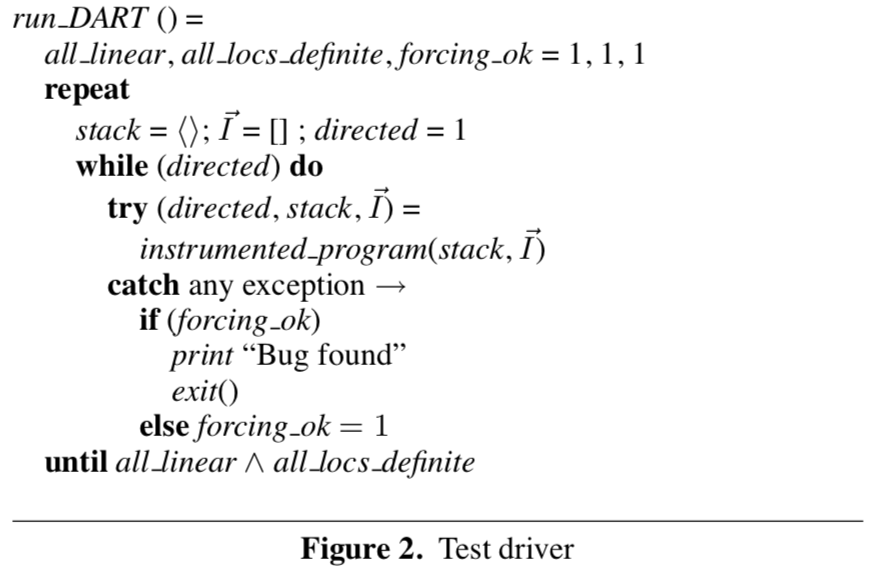 run_DART () =
all_linear, all_locs_definite, forcing_ok = 1, 1, 1
repeat
stack = ⟨⟩; I⃗ = [] ; directed = 1
while (directed) do
try (directed, stack, I⃗) =
instrumented_program(stack, I⃗)
catch any exception →
if (forcing_ok)
print “Bug found”
exit()
else forcing_ok = 1
until all_linear ∧ all_locs_definite
Figure 2. Test driver